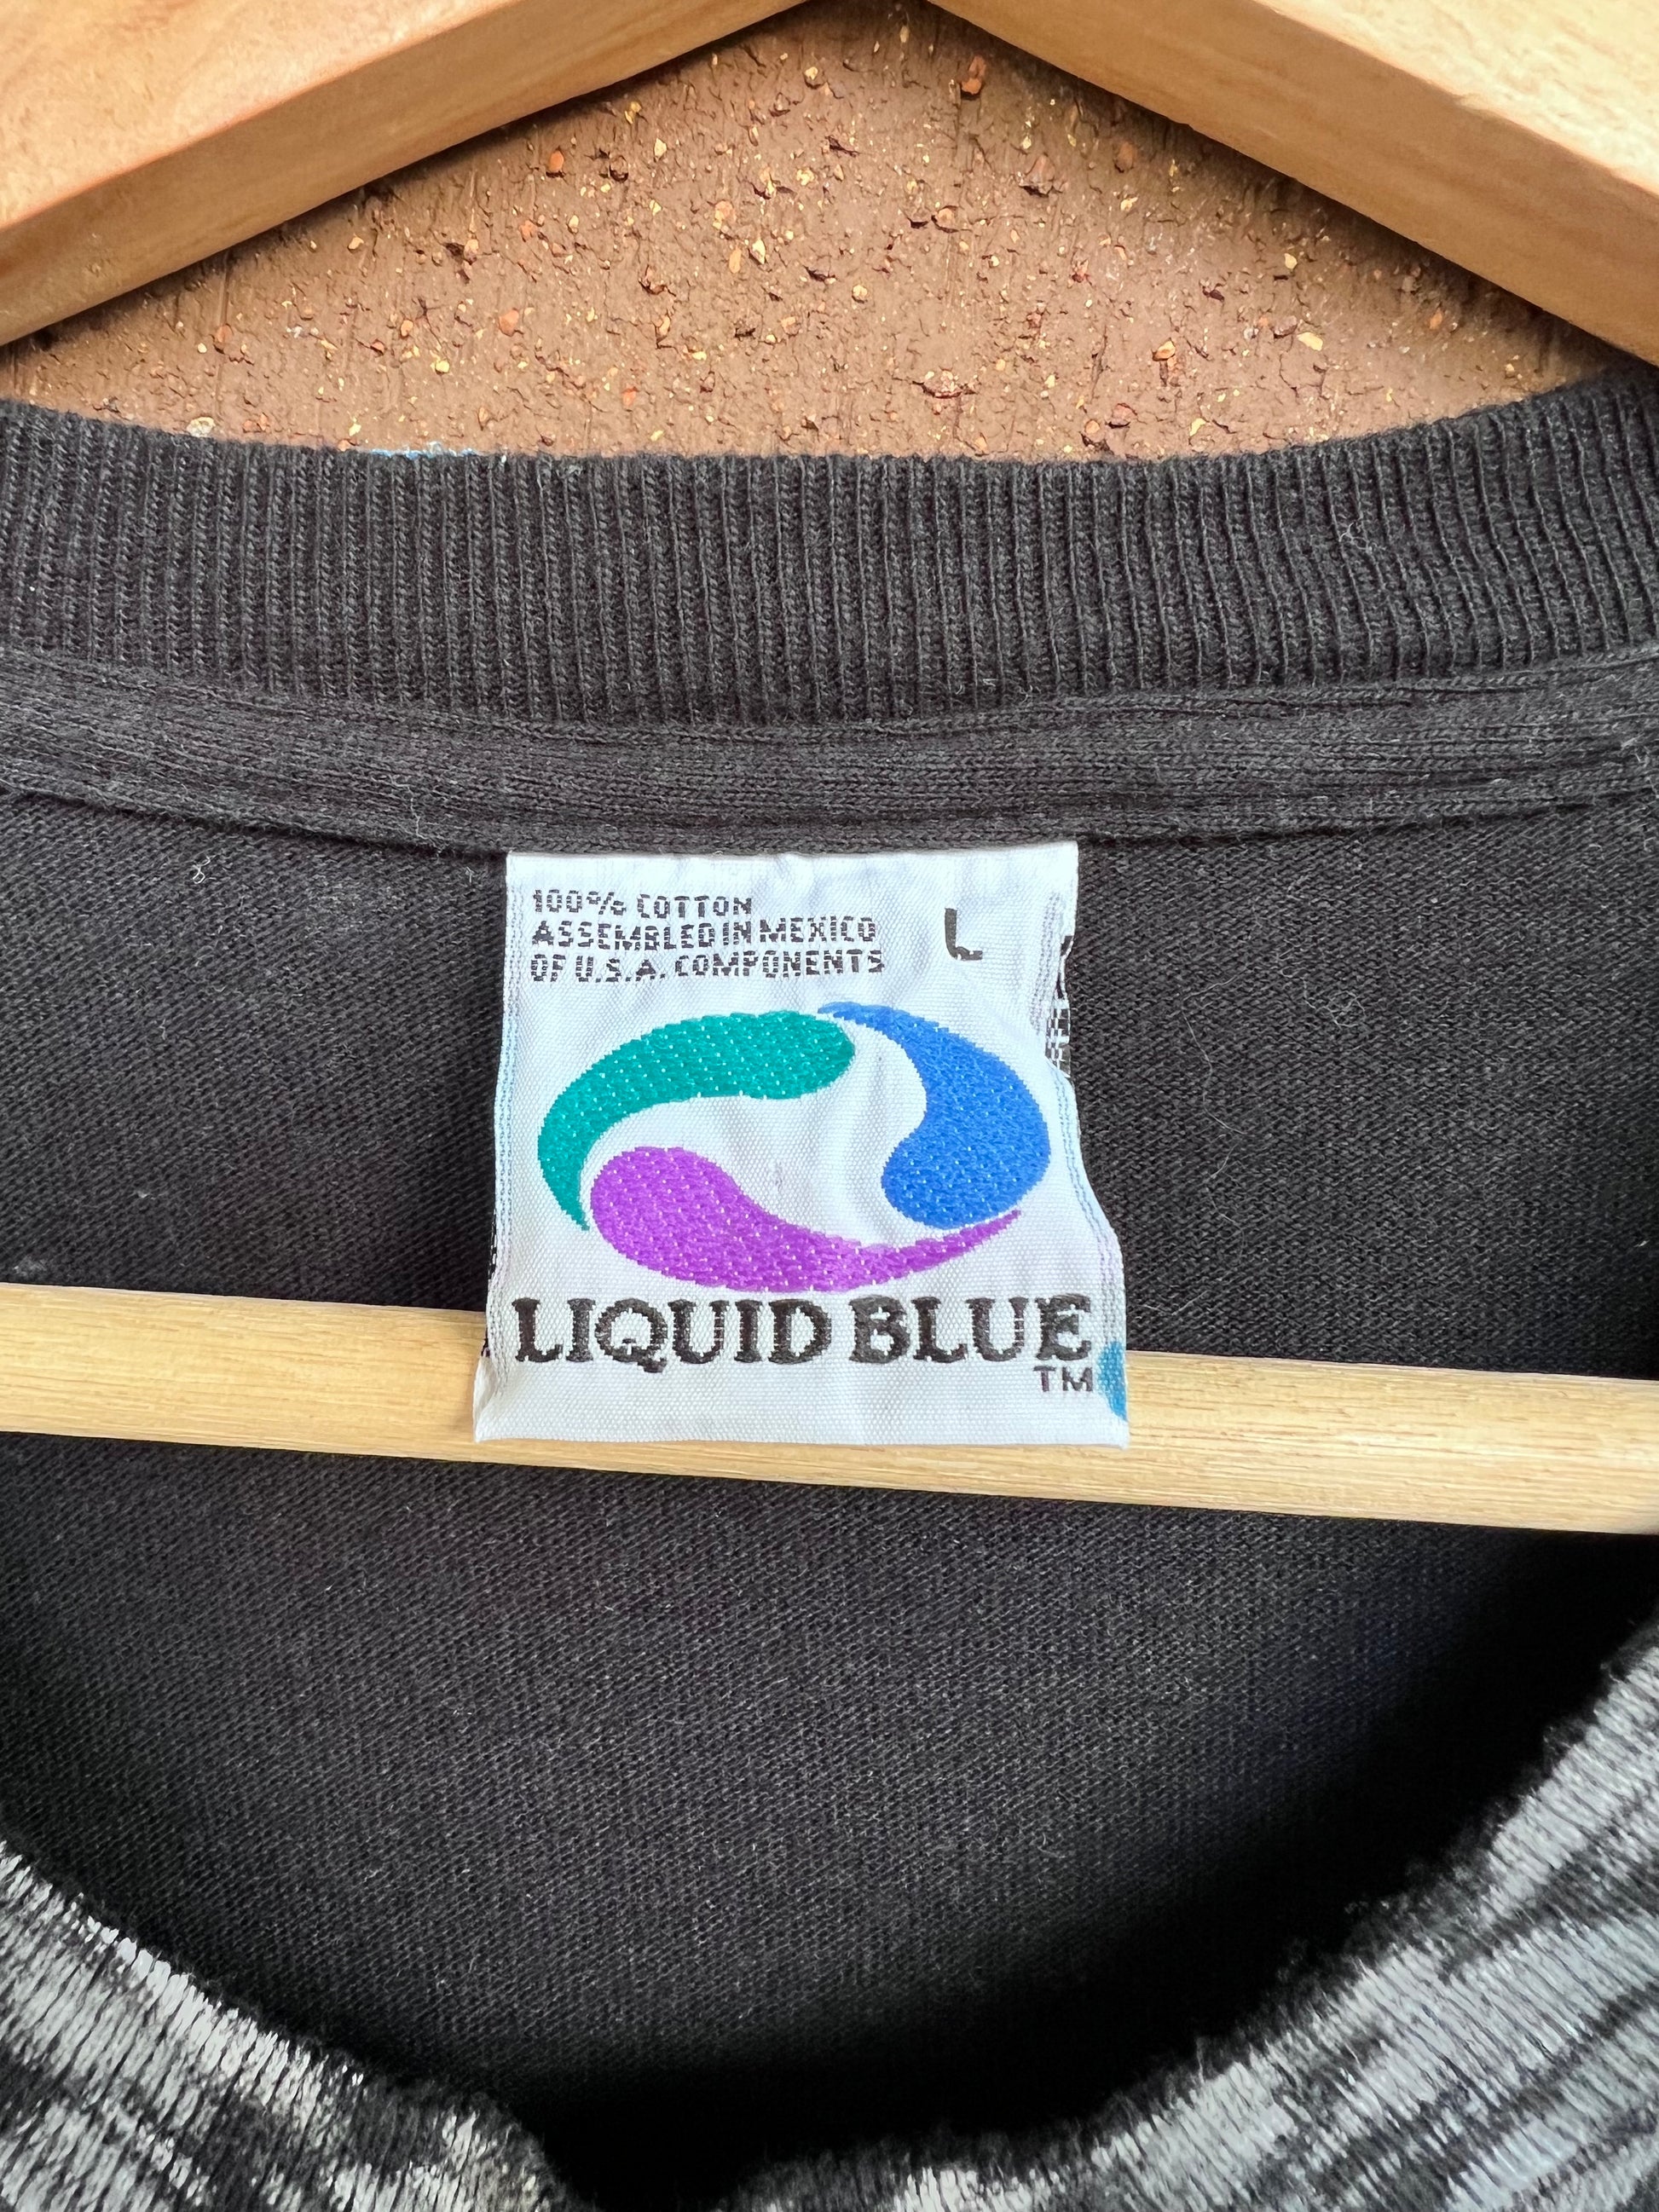 100% COTTON
ASSEMBLED IN MEXICO
OF U.S.A. COMPONENTS
L
LIQUID BLUE
TM